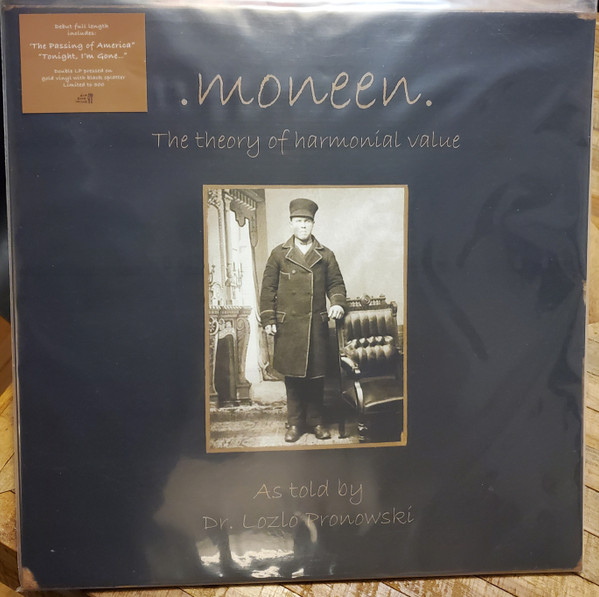 Debut full length
includes:
"The Passing of America"
"Tonight, I'm Gone..."
Double LP pressed on
gold vinyl with black splatter
Limited to 500
.moneen.
The theory of harmonial value
As told by
Dr. Lozlo Pronowski